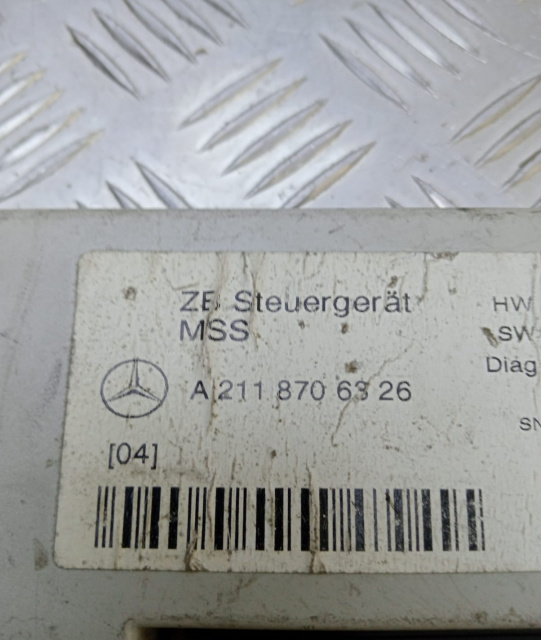 ZB Steuergerät
MSS
A 211 870 63 26
[04]
HW
SW
Diag
SN